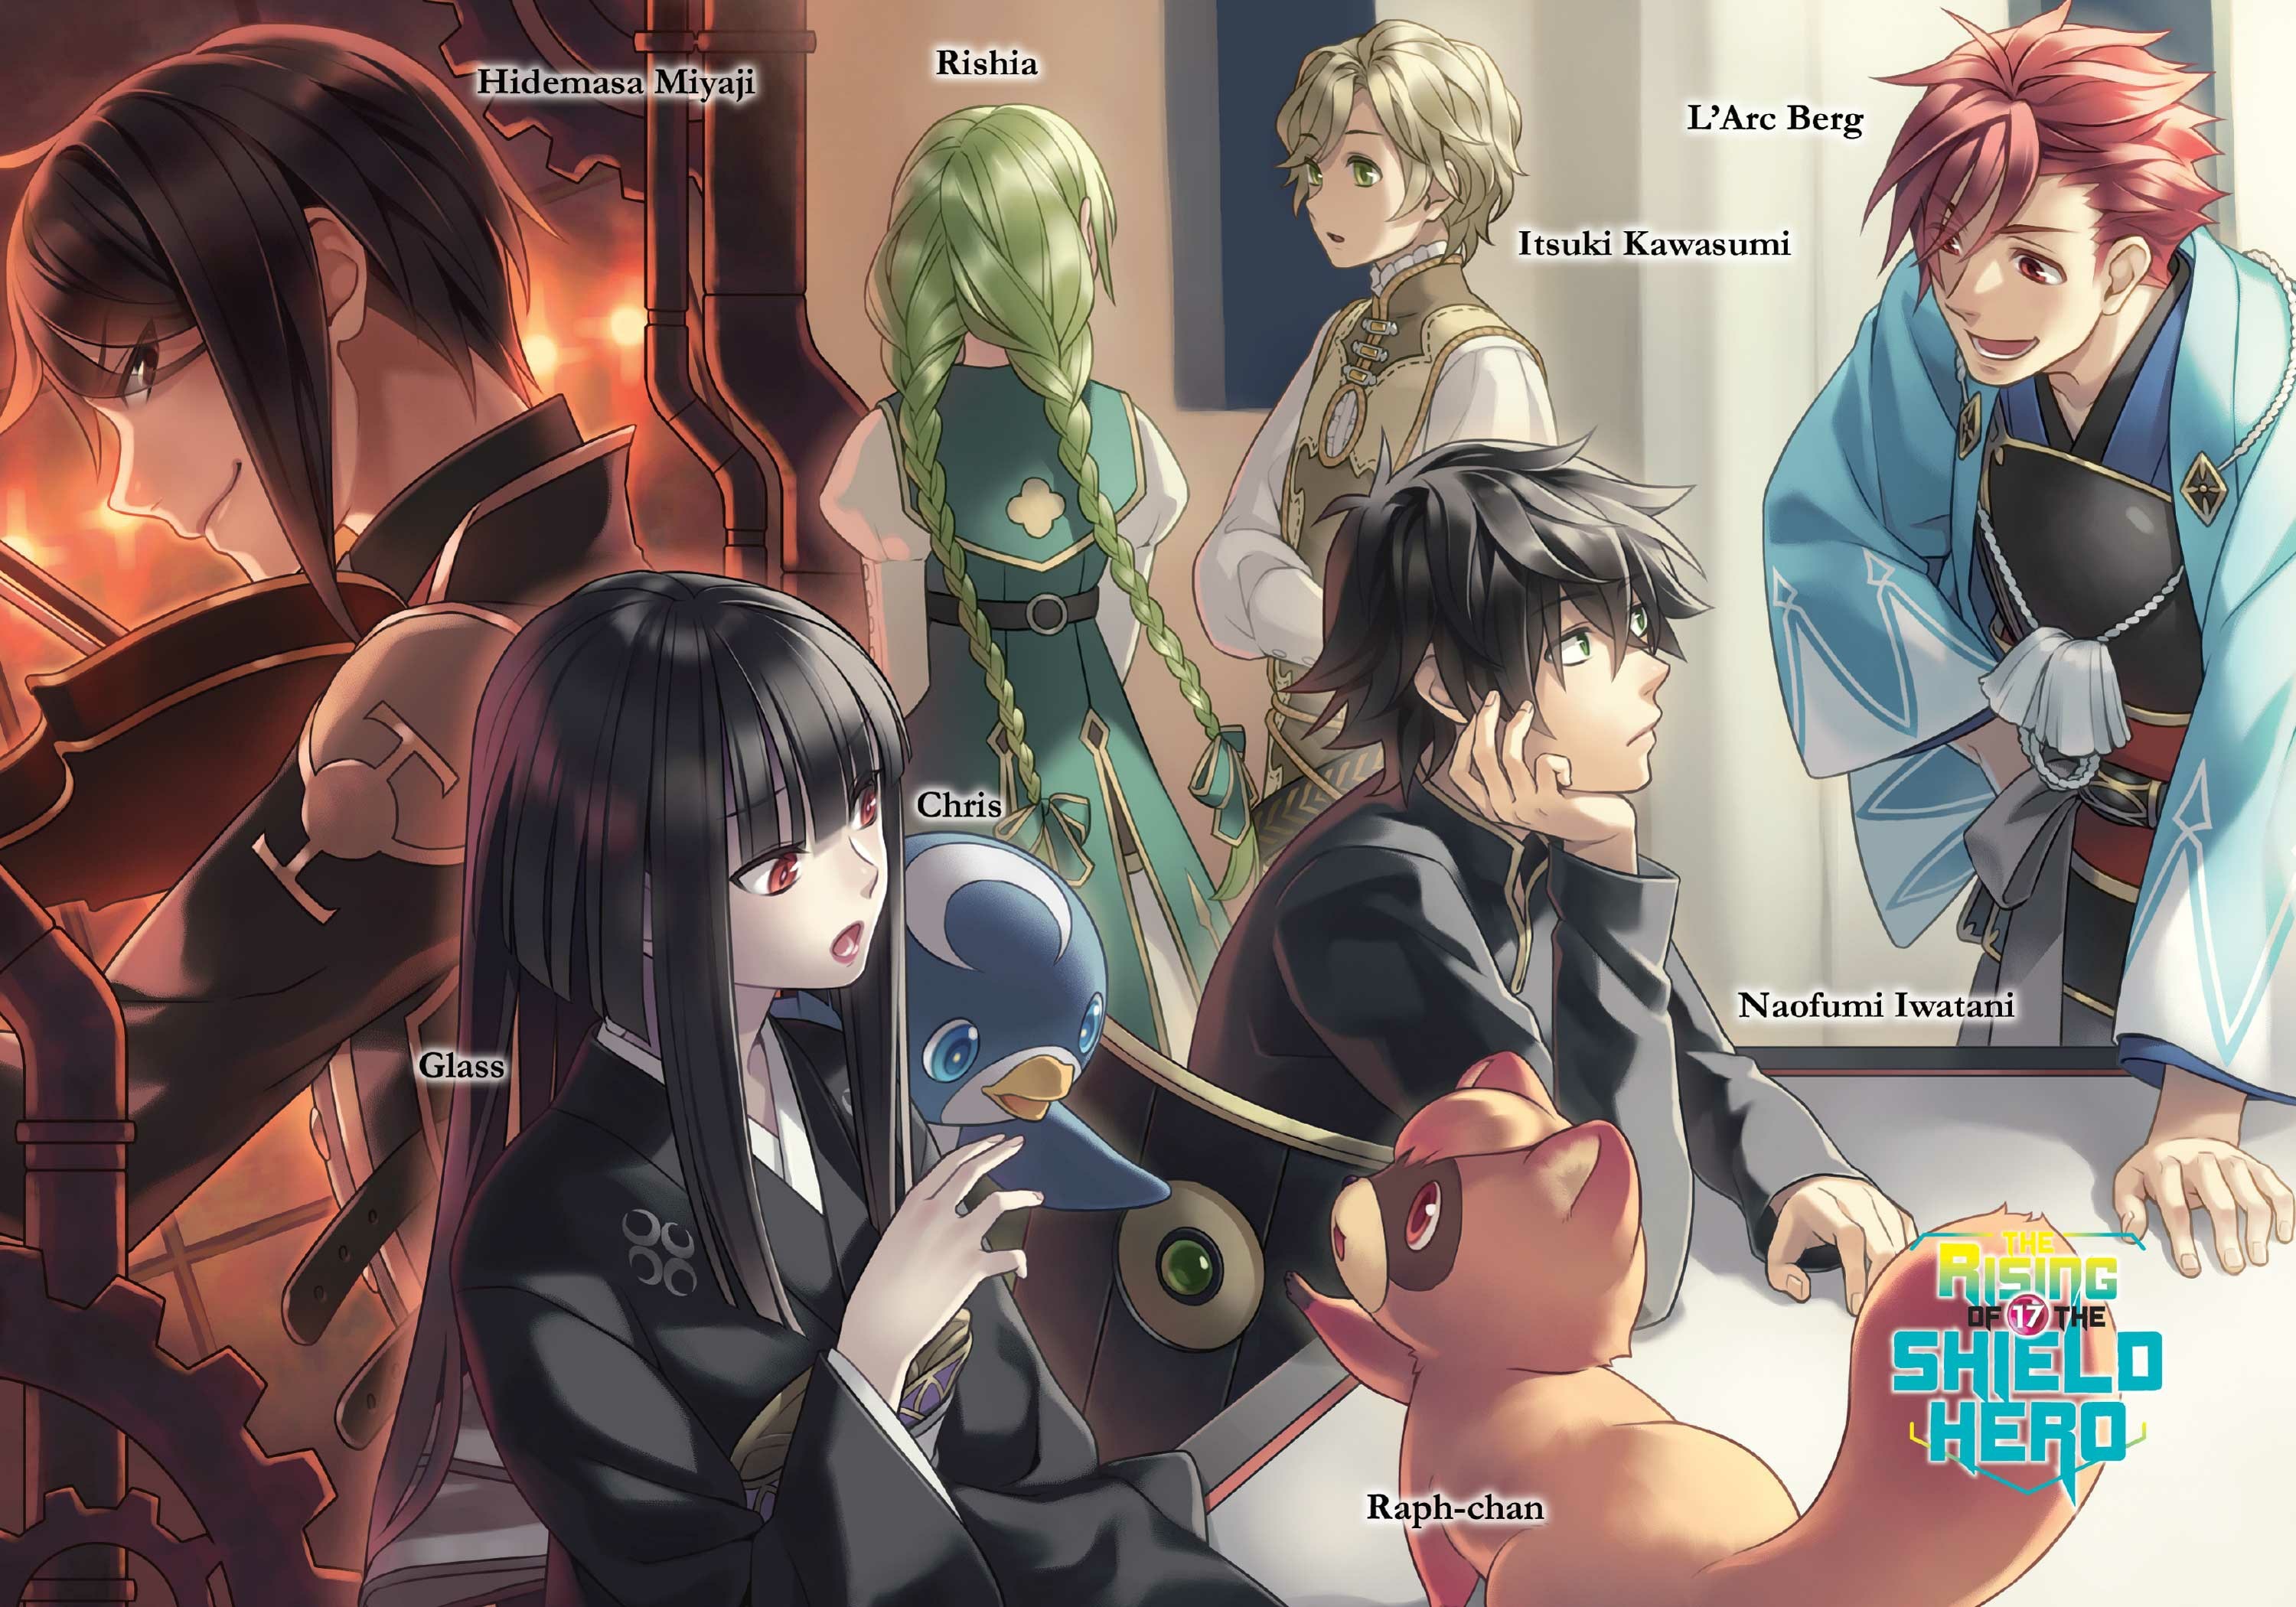 Hidemasa Miyaji
Rishia
L'Arc Berg
Itsuki Kawasumi
Chris
Naofumi Iwatani
Glass
Raph-chan
THE
RISING
OF 17 THE
SHIELD
HERO